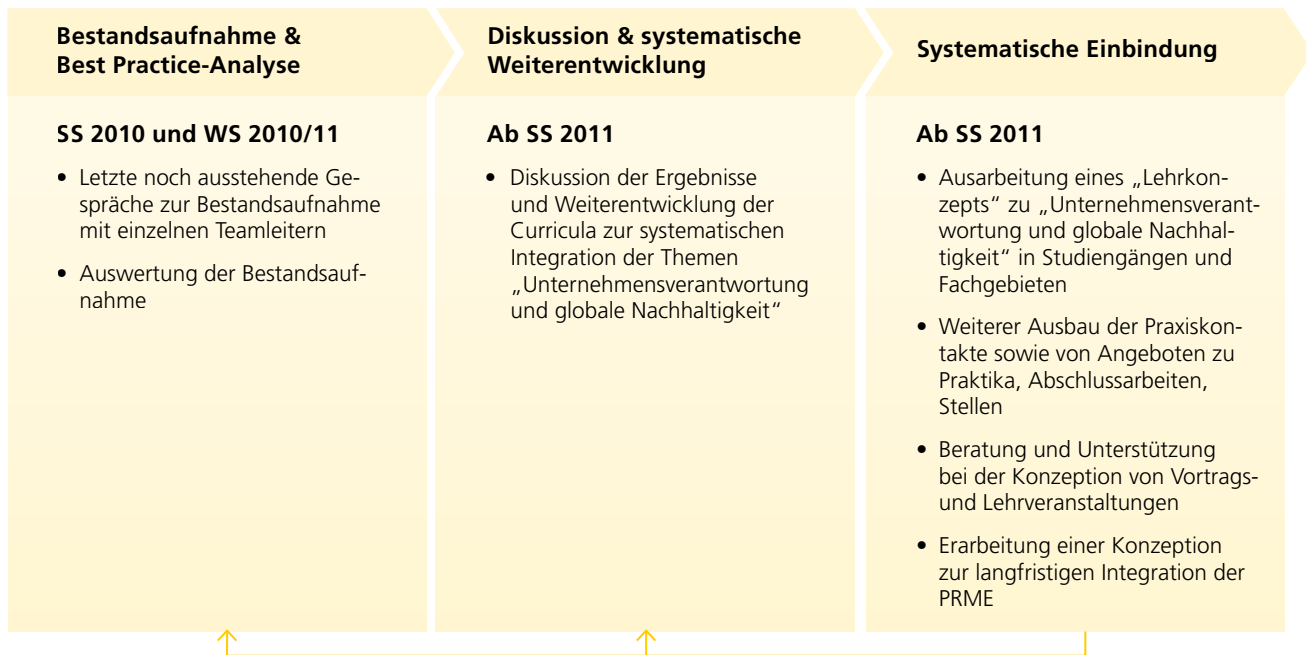 Bestandsaufnahme &
Best Practice-Analyse
SS 2010 und WS 2010/11
• Letzte noch ausstehende Ge-
spräche zur Bestandsaufnahme
mit einzelnen Teamleitern
• Auswertung der Bestandsauf-
nahme
Diskussion & systematische
Weiterentwicklung
Ab SS 2011
• Diskussion der Ergebnisse
und Weiterentwicklung der
Curricula zur systematischen
Integration der Themen
„Unternehmensverantwortung
und globale Nachhaltigkeit“
Systematische Einbindung
Ab SS 2011
• Ausarbeitung eines „Lehrkon-
zepts“ zu „Unternehmensverant-
wortung und globale Nachhal-
tigkeit“ in Studiengängen und
Fachgebieten
• Weiterer Ausbau der Praxiskon-
takte sowie von Angeboten zu
Praktika, Abschlussarbeiten,
Stellen
• Beratung und Unterstützung
bei der Konzeption von Vortrags-
und Lehrveranstaltungen
• Erarbeitung einer Konzeption
zur langfristigen Integration der
PRME